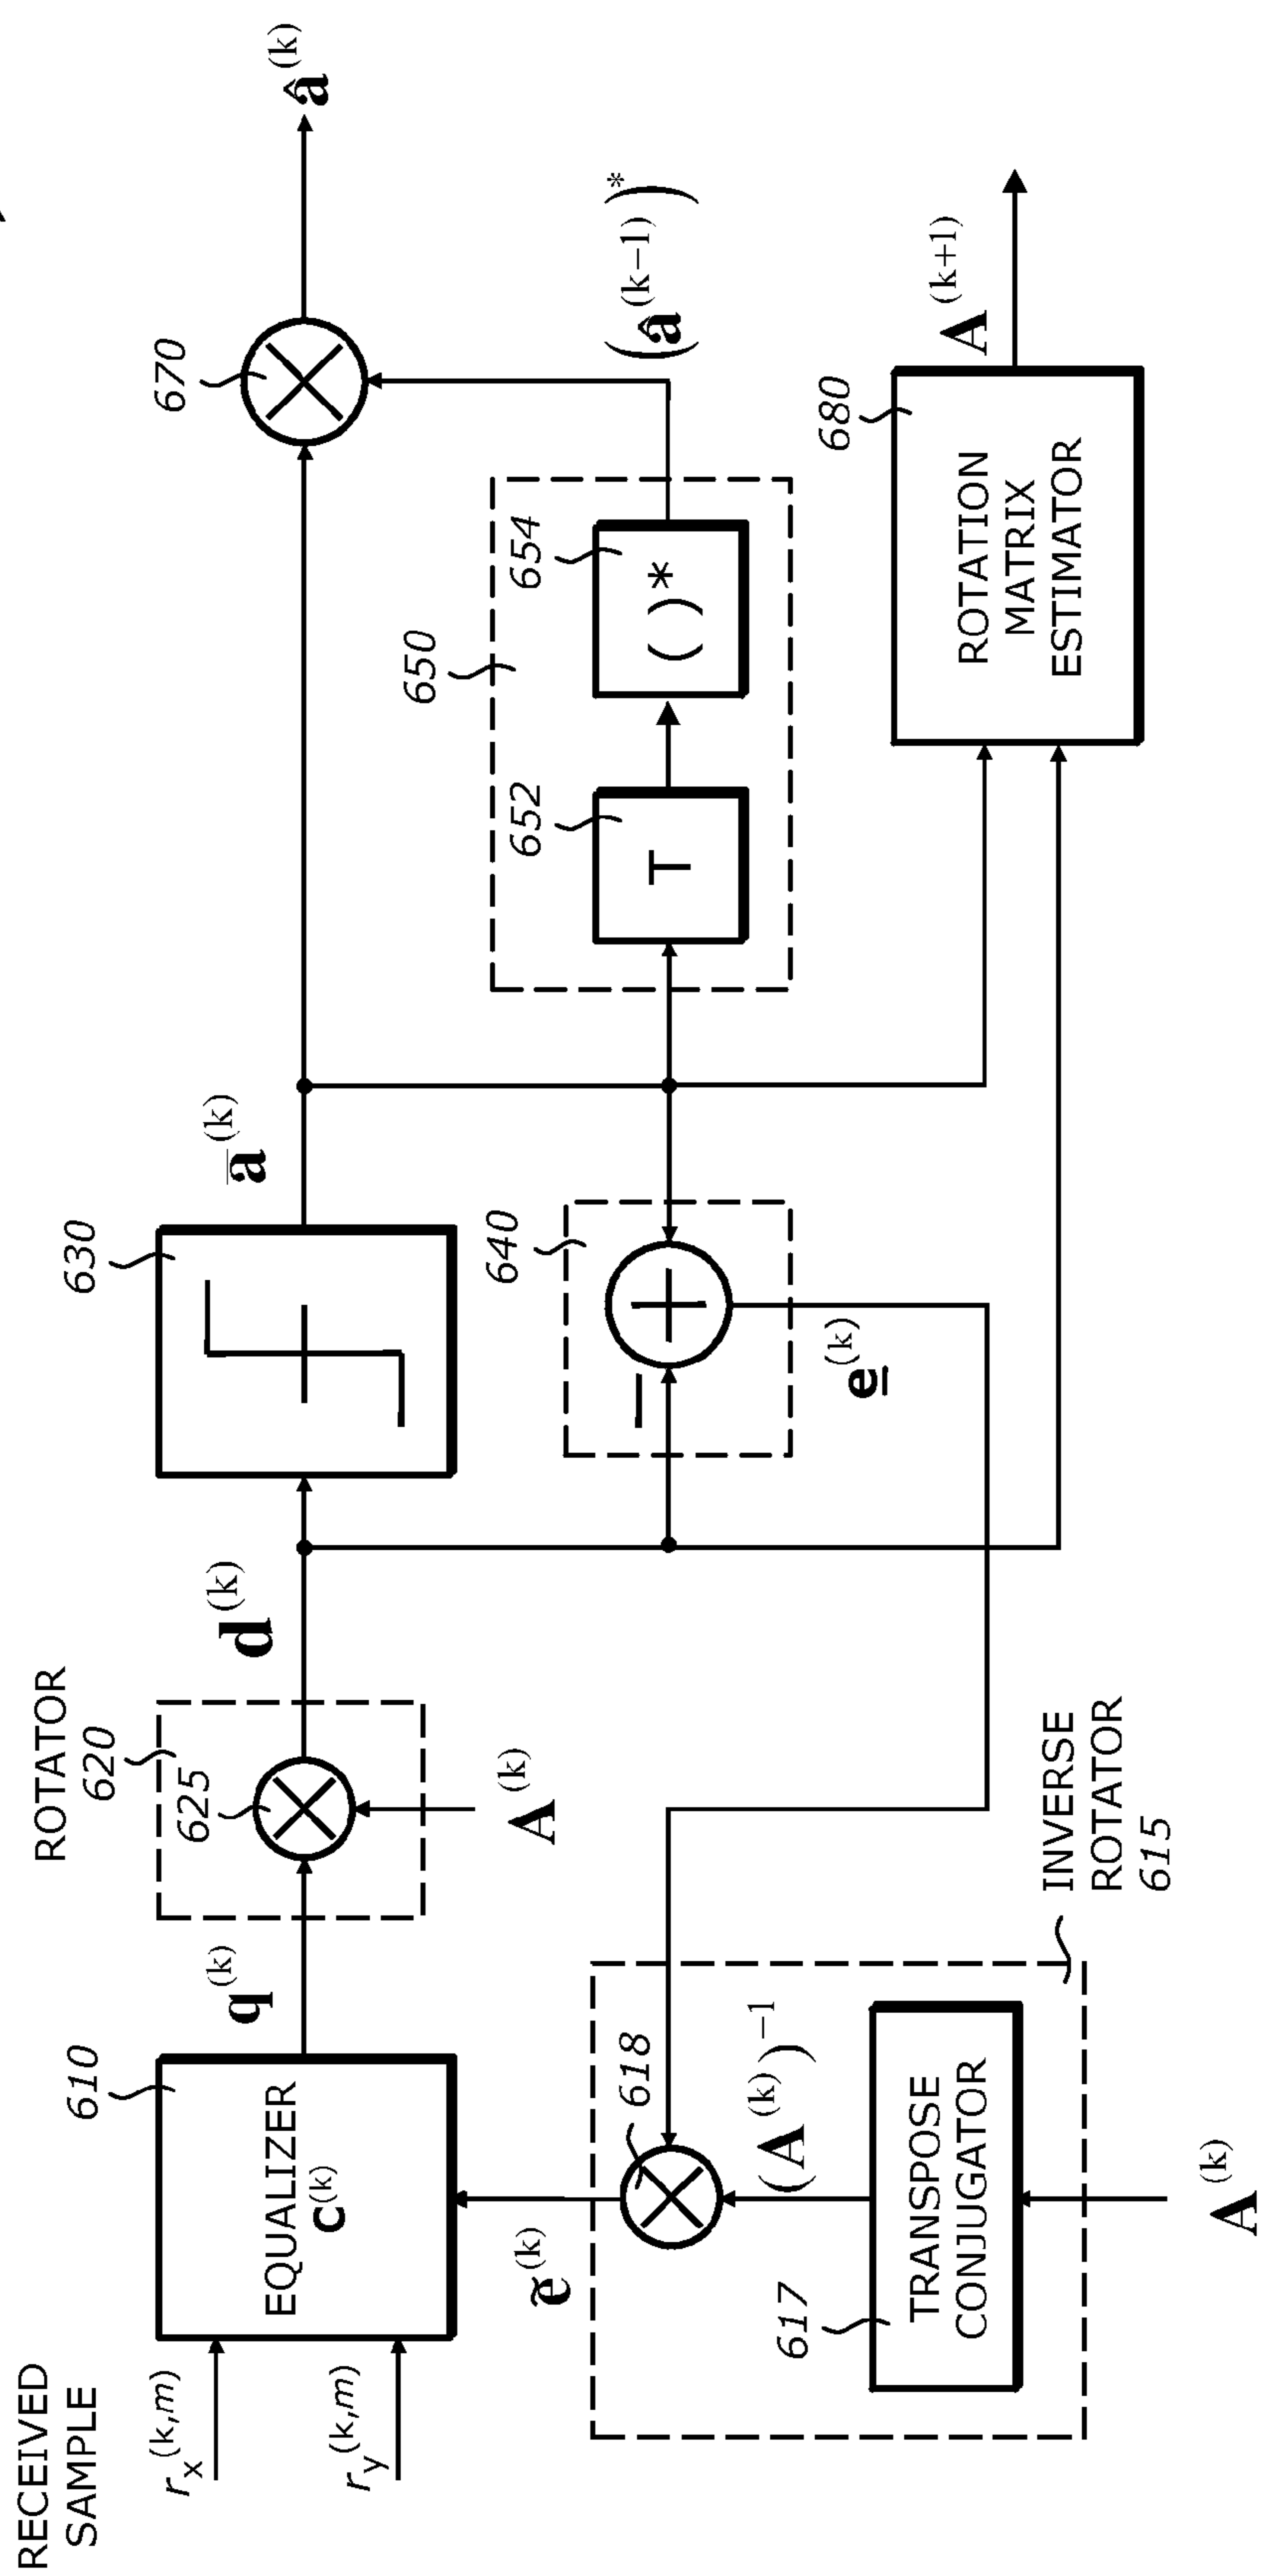 RECEIVED
SAMPLE
r_x^(k,m)
r_y^(k,m)
610
EQUALIZER
c^(k)
q^(k)
ROTATOR
620
625
A^(k)
d^(k)
630
a̅^(k)
670
â^(k)
ẽ^(k)
618
(A^(k))^−1
617
TRANSPOSE
CONJUGATOR
A^(k)
INVERSE
ROTATOR
615
640
−
+
e̲^(k)
650
652
T
654
( )*
(â^(k−1))*
680
ROTATION
MATRIX
ESTIMATOR
A^(k+1)